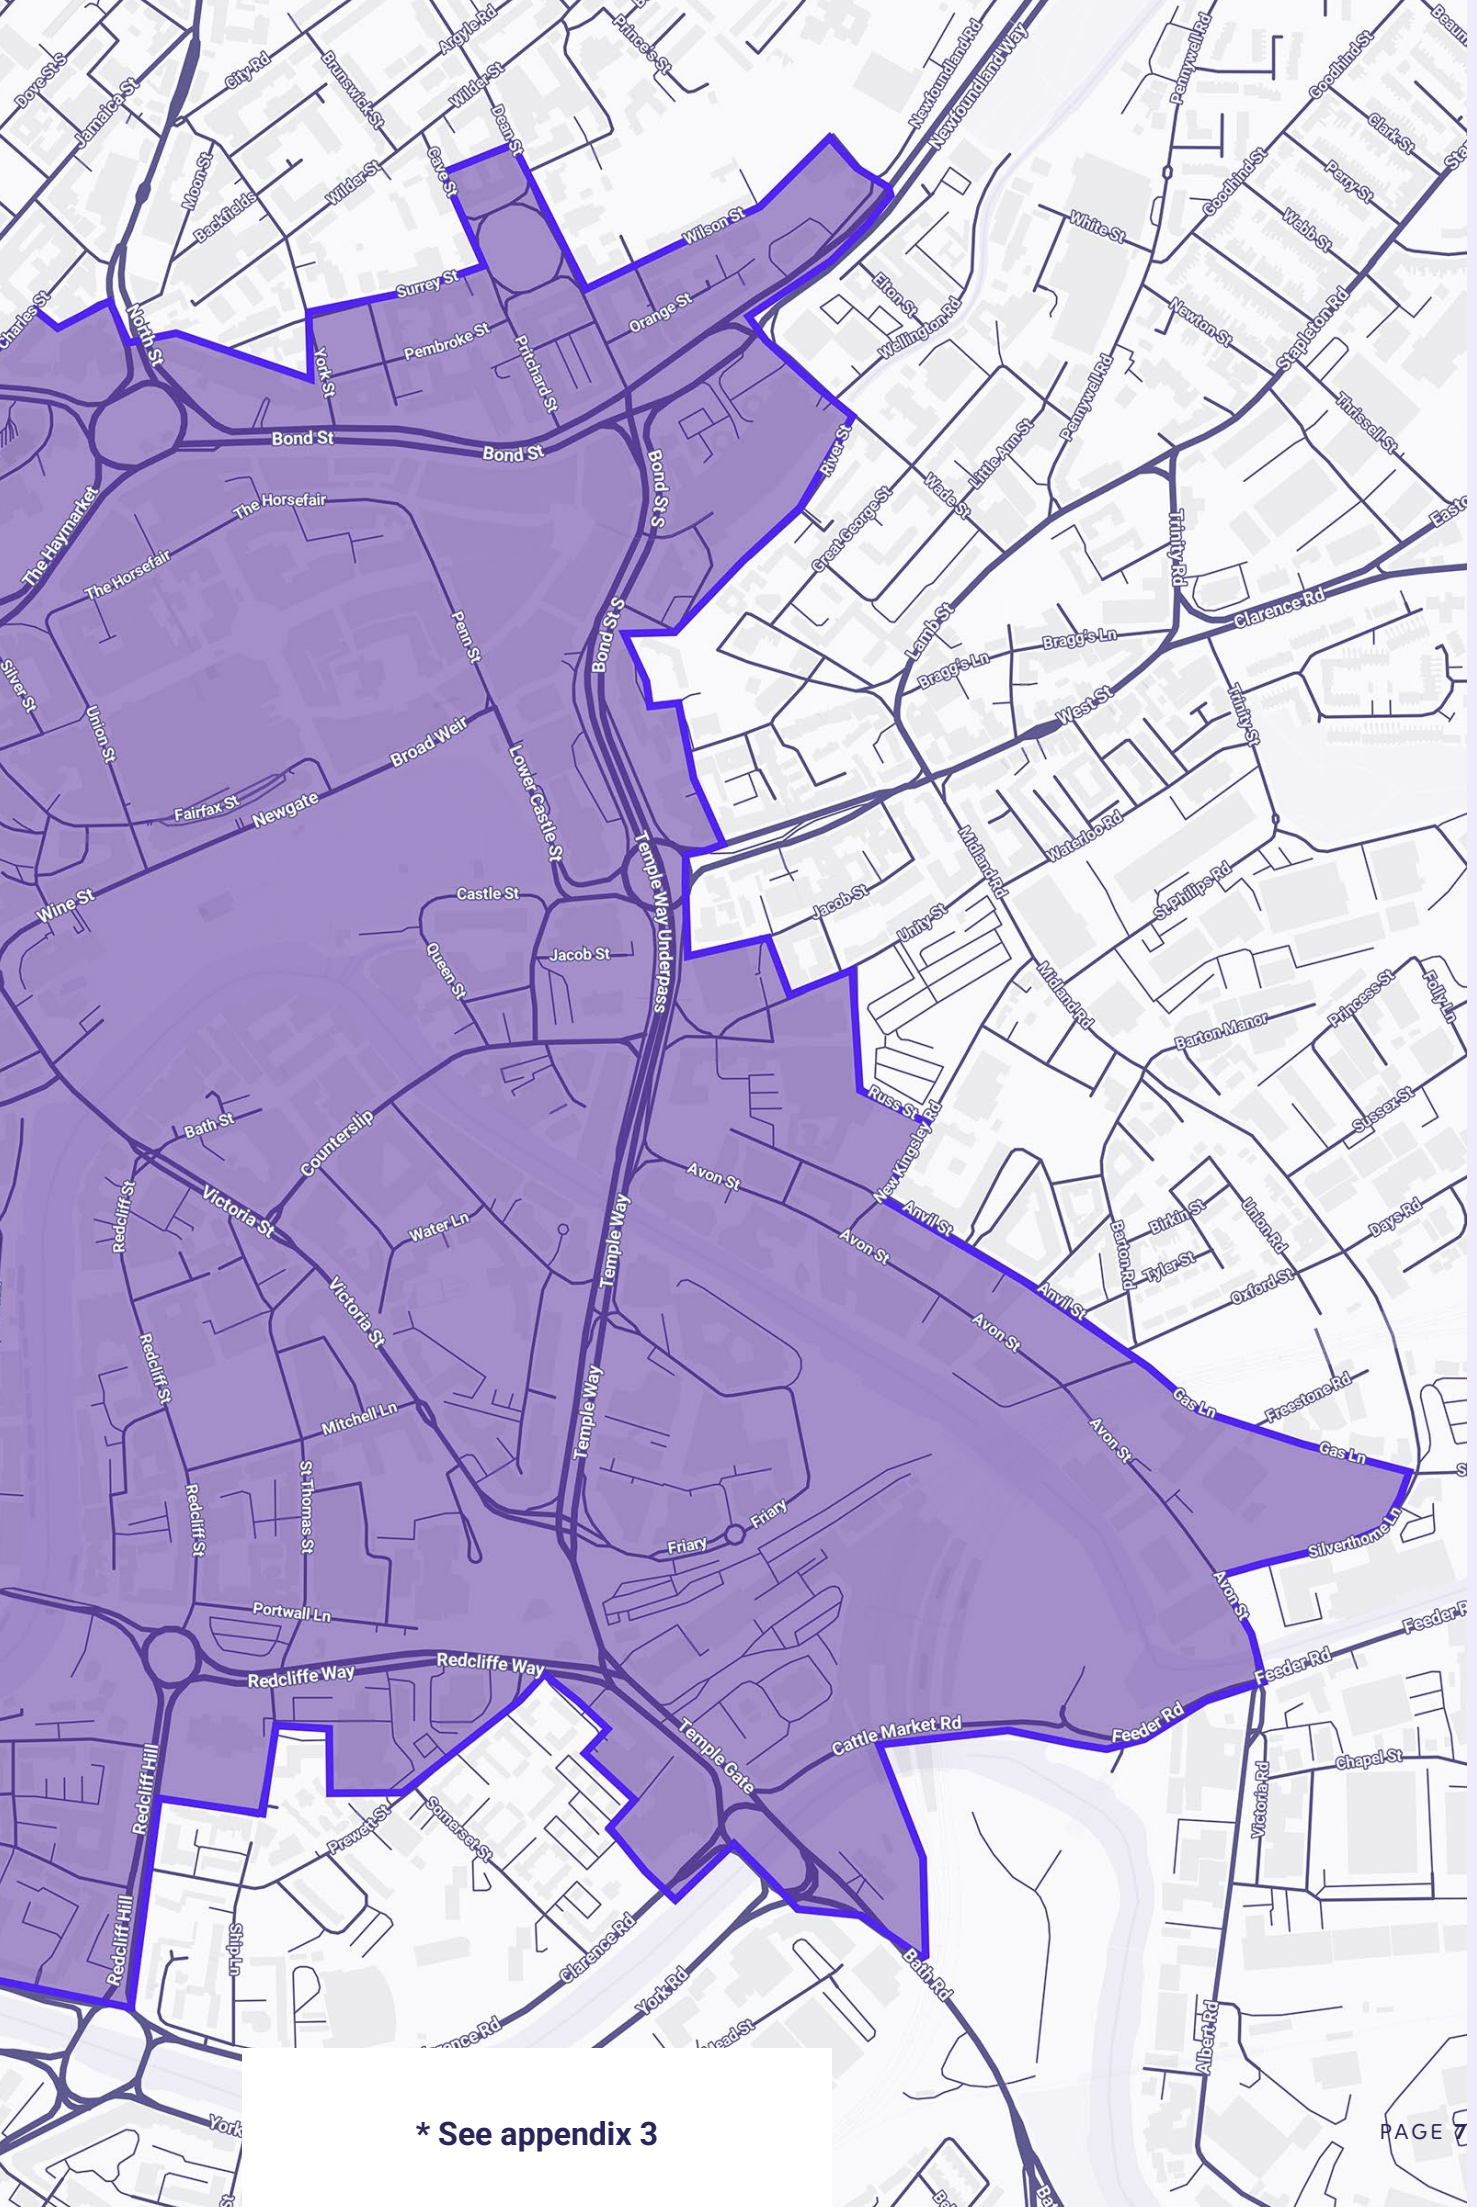 Dove St S
Jamaica St
City Rd
Brunswick St
Argyle Rd
Wilder St
Dean St
Prince's St
Newfoundland Rd
Newfoundland Way
Pennywell Rd
Goodhind St
Clark St
Perry St
Webb St
Goodhind St
Moon St
Backfields
Wilder St
Cave St
Wilson St
White St
Elton St
Wellington Rd
Newton St
Stapleton Rd
Thrissell St
Charles St
North St
Surrey St
York St
Pembroke St
Pritchard St
Orange St
Pennywell Rd
River St
Little Ann St
Wade St
Great George St
Bond St
Bond St
Bond St S
The Haymarket
The Horsefair
The Horsefair
Penn St
Bond St S
Trinity Rd
Clarence Rd
Lamb St
Bragg's Ln
Bragg's Ln
West St
Trinity St
Silver St
Union St
Broad Weir
Lower Castle St
Fairfax St
Newgate
Wine St
Castle St
Queen St
Jacob St
Temple Way Underpass
Jacob St
Unity St
Midland Rd
Waterloo Rd
St Philips Rd
Midland Rd
Barton Manor
Princess St
Folly Ln
Sussex St
Russ St
New Kingsley Rd
Bath St
Counterslip
Redcliff St
Victoria St
Water Ln
Temple Way
Avon St
Avon St
Anvil St
Anvil St
Barton Rd
Birkin St
Tyler St
Union Rd
Oxford St
Days Rd
Victoria St
Redcliff St
Mitchell Ln
Temple Way
Avon St
Avon St
Gas Ln
Freestone Rd
Gas Ln
Silverthorne Ln
Redcliff St
St Thomas St
Friary
Friary
Avon St
Feeder Rd
Feeder R
Portwall Ln
Redcliffe Way
Redcliffe Way
Temple Gate
Cattle Market Rd
Feeder Rd
Victoria Rd
Chapel St
Redcliff Hill
Prewett St
Somerset St
Redcliff Hill
Ship Ln
Clarence Rd
York Rd
Bath Rd
Mead St
Albert Rd
York
* See appendix 3
PAGE 7